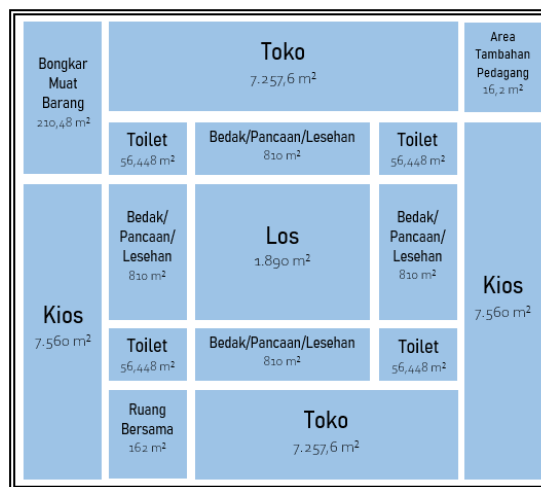 Bongkar
Muat
Barang
210,48 m²
Toko
7.257,6 m²
Area
Tambahan
Pedagang
16,2 m²
Toilet
56,448 m²
Bedak/Pancaan/Lesehan
810 m²
Toilet
56,448 m²
Kios
7.560 m²
Bedak/
Pancaan/
Lesehan
810 m²
Los
1.890 m²
Bedak/
Pancaan/
Lesehan
810 m²
Kios
7.560 m²
Toilet
56,448 m²
Bedak/Pancaan/Lesehan
810 m²
Toilet
56,448 m²
Ruang
Bersama
162 m²
Toko
7.257,6 m²